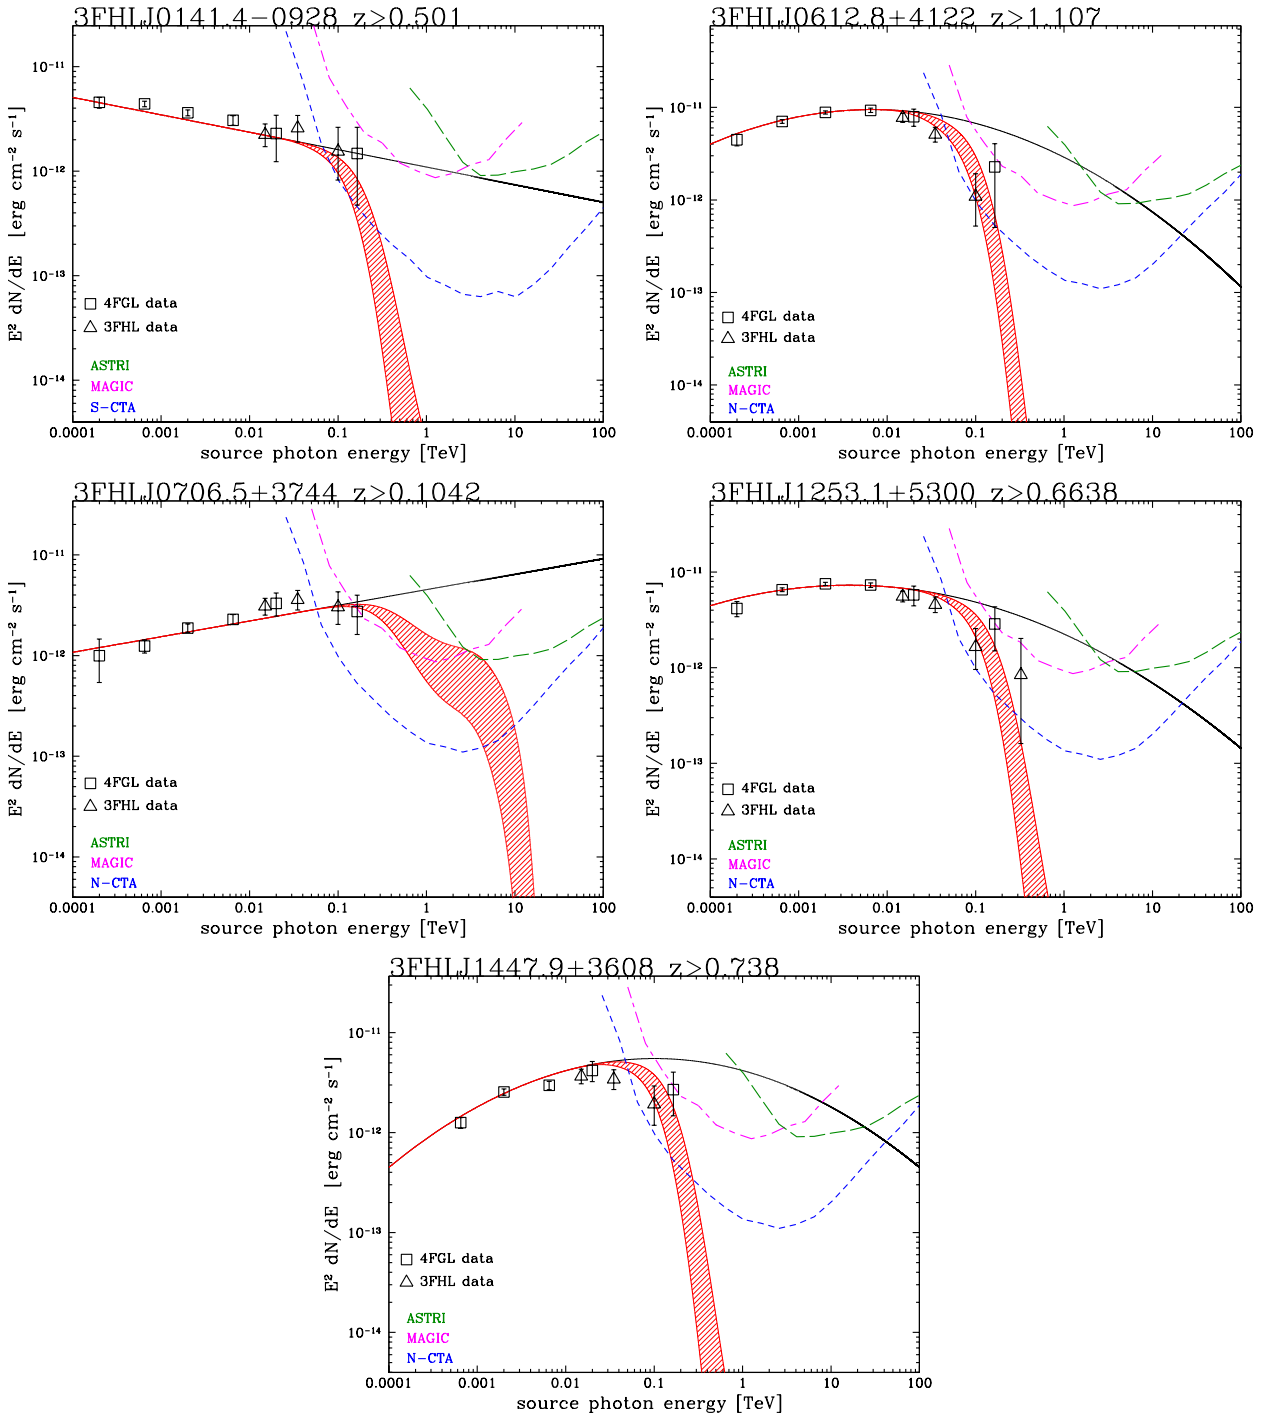 3FHLJ0141.4−0928 z>0.501
E² dN/dE [erg cm⁻² s⁻¹]
10⁻¹¹
10⁻¹²
10⁻¹³
10⁻¹⁴
4FGL data
3FHL data
ASTRI
MAGIC
S−CTA
0.0001 0.001 0.01 0.1 1 10 100
source photon energy [TeV]
3FHLJ0612.8+4122 z>1.107
E² dN/dE [erg cm⁻² s⁻¹]
10⁻¹¹
10⁻¹²
10⁻¹³
10⁻¹⁴
4FGL data
3FHL data
ASTRI
MAGIC
N−CTA
0.0001 0.001 0.01 0.1 1 10 100
source photon energy [TeV]
3FHLJ0706.5+3744 z>0.1042
E² dN/dE [erg cm⁻² s⁻¹]
10⁻¹¹
10⁻¹²
10⁻¹³
10⁻¹⁴
4FGL data
3FHL data
ASTRI
MAGIC
N−CTA
0.0001 0.001 0.01 0.1 1 10 100
source photon energy [TeV]
3FHLJ1253.1+5300 z>0.6638
E² dN/dE [erg cm⁻² s⁻¹]
10⁻¹¹
10⁻¹²
10⁻¹³
10⁻¹⁴
4FGL data
3FHL data
ASTRI
MAGIC
N−CTA
0.0001 0.001 0.01 0.1 1 10 100
source photon energy [TeV]
3FHLJ1447.9+3608 z>0.738
E² dN/dE [erg cm⁻² s⁻¹]
10⁻¹¹
10⁻¹²
10⁻¹³
10⁻¹⁴
4FGL data
3FHL data
ASTRI
MAGIC
N−CTA
0.0001 0.001 0.01 0.1 1 10 100
source photon energy [TeV]